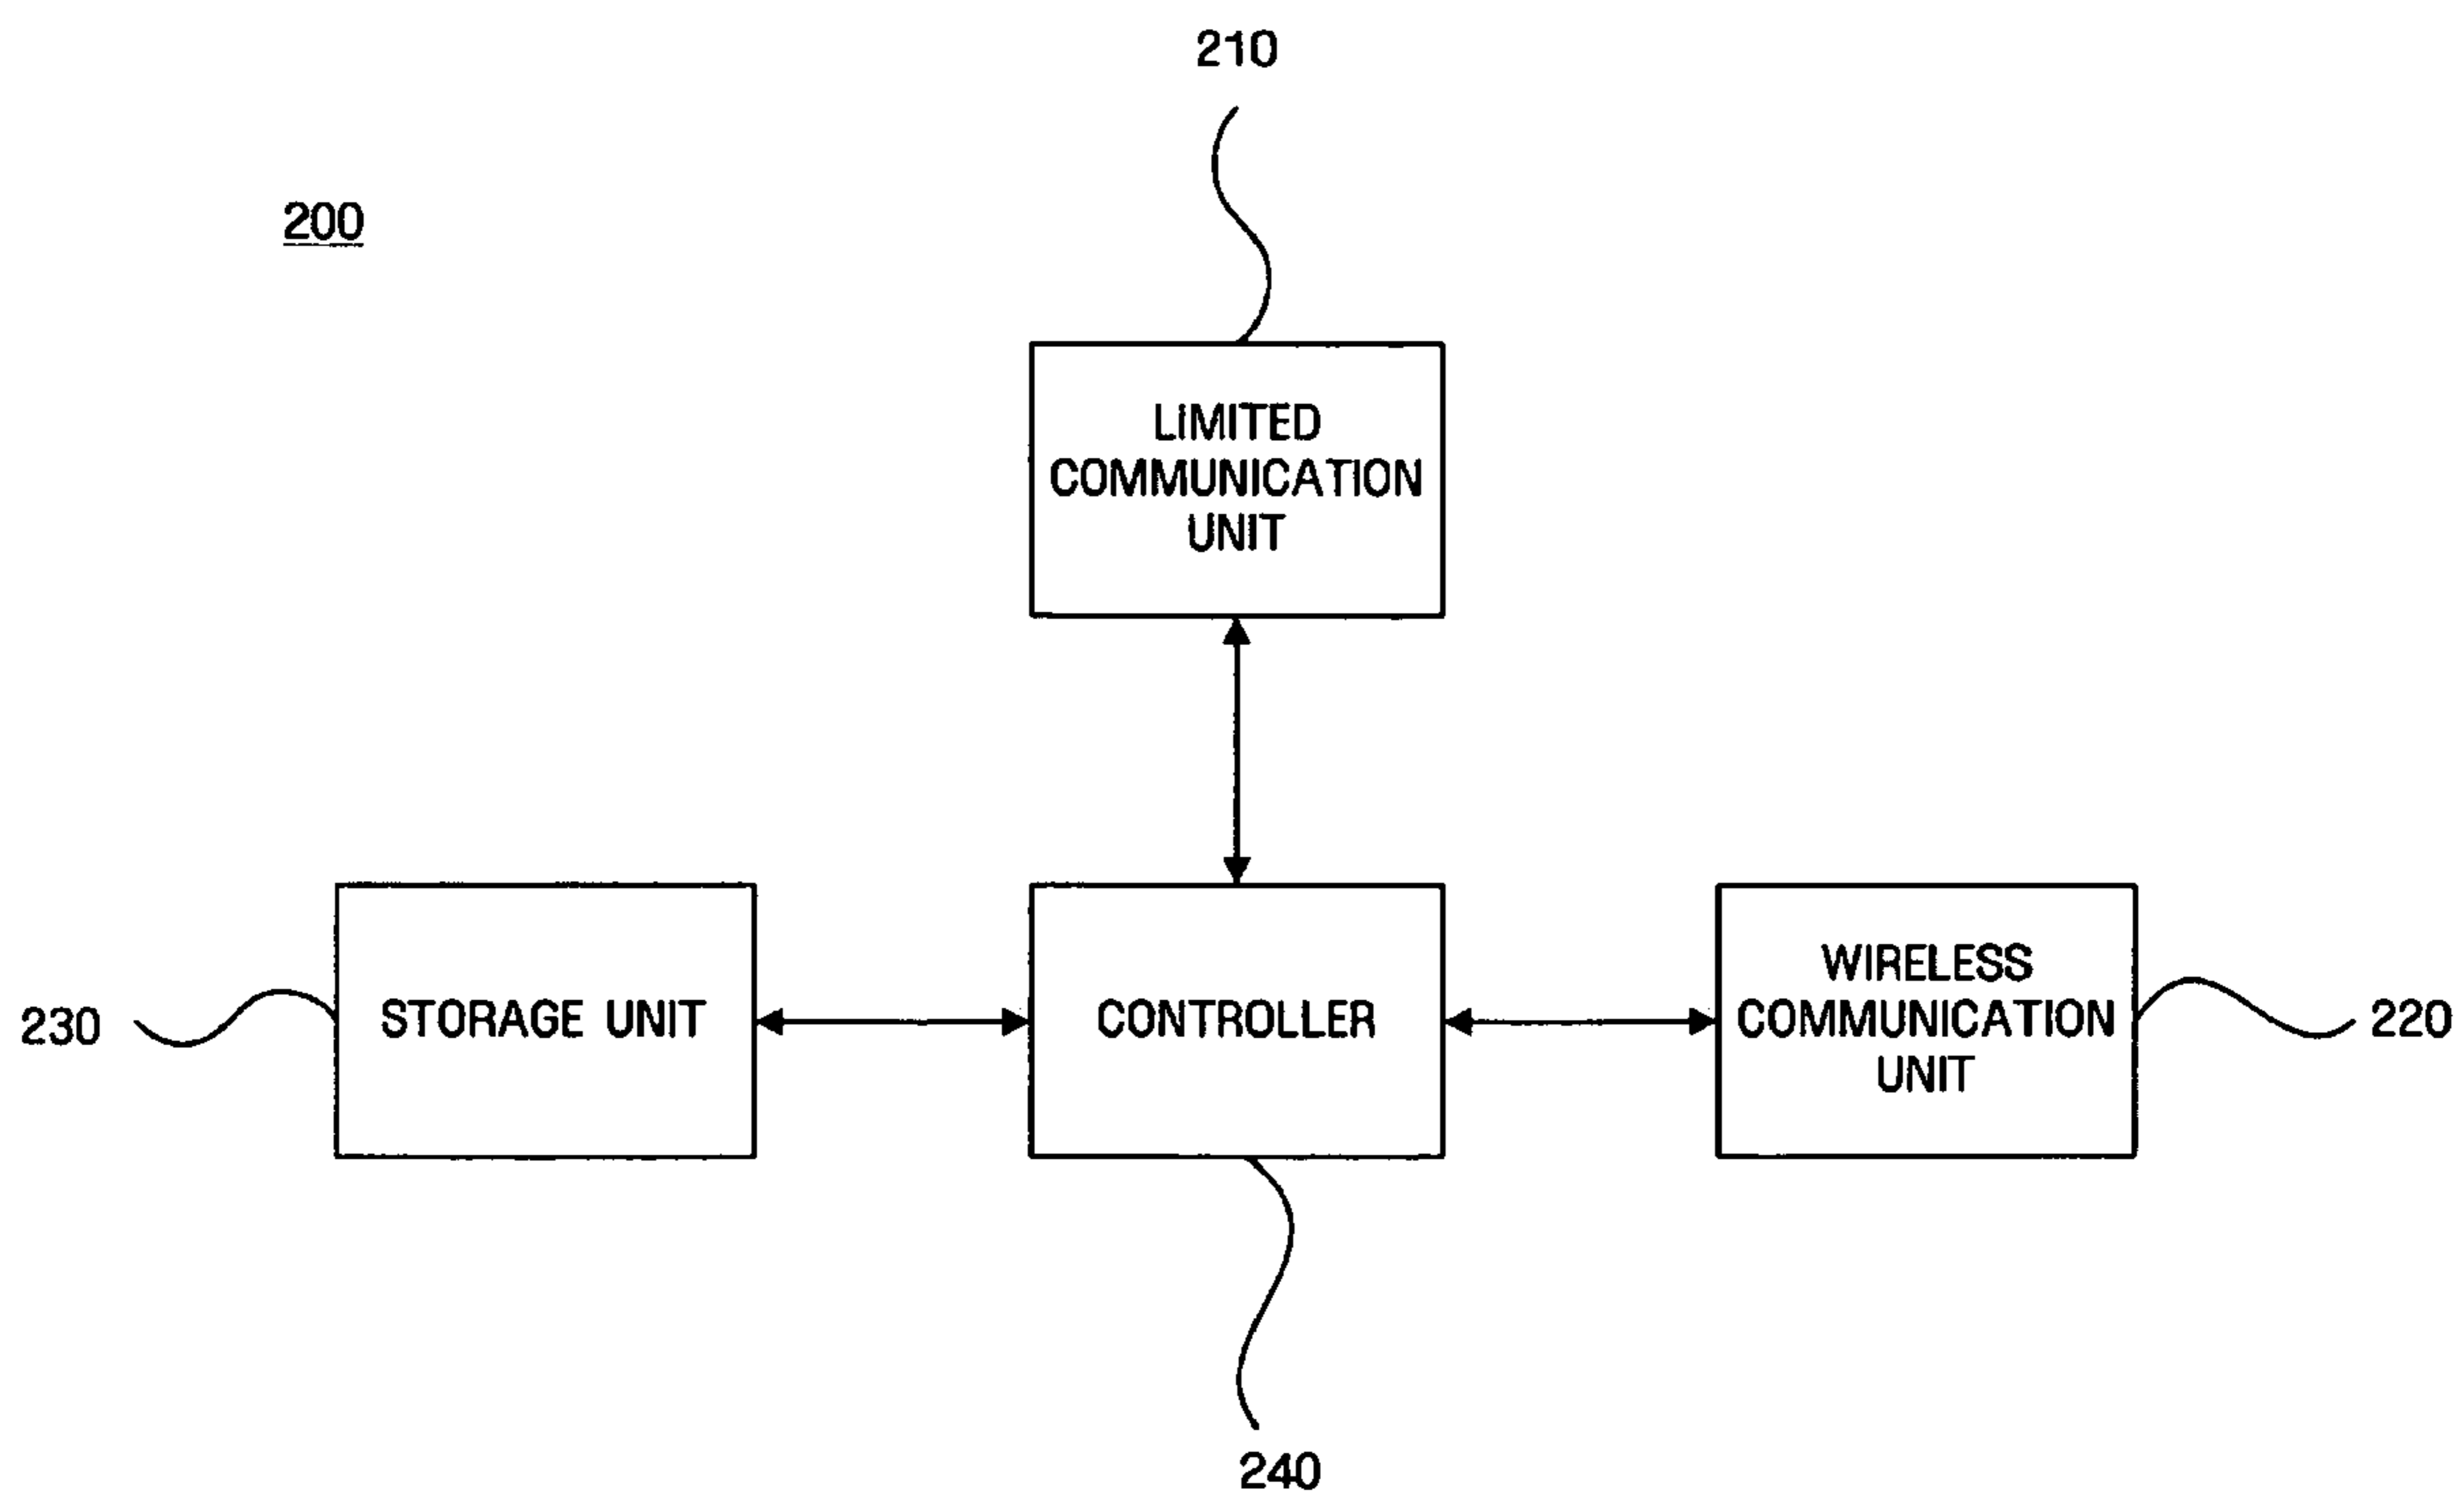 210
200
LIMITED
COMMUNICATION
UNIT
230
STORAGE UNIT
CONTROLLER
WIRELESS
COMMUNICATION
UNIT
220
240